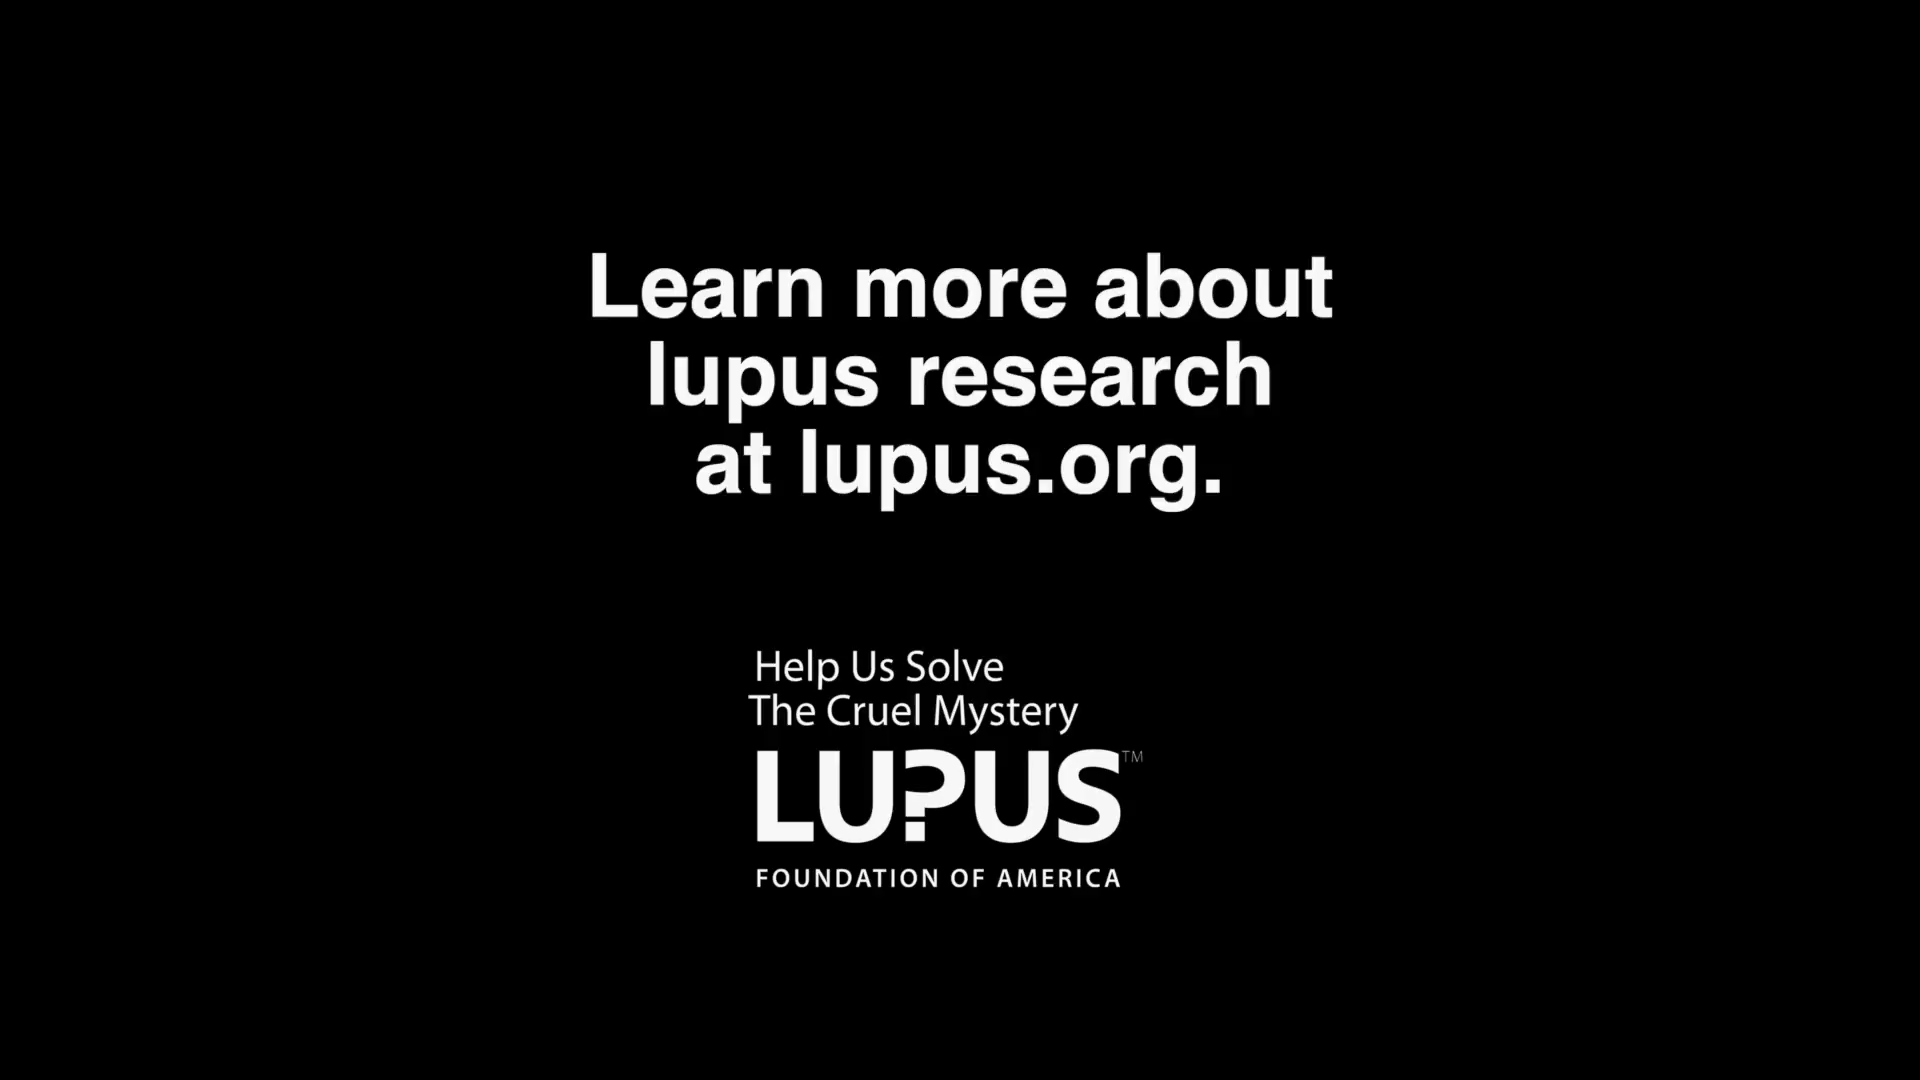 Learn more about
lupus research
at lupus.org.
Help Us Solve
The Cruel Mystery
LUPUS™
FOUNDATION OF AMERICA